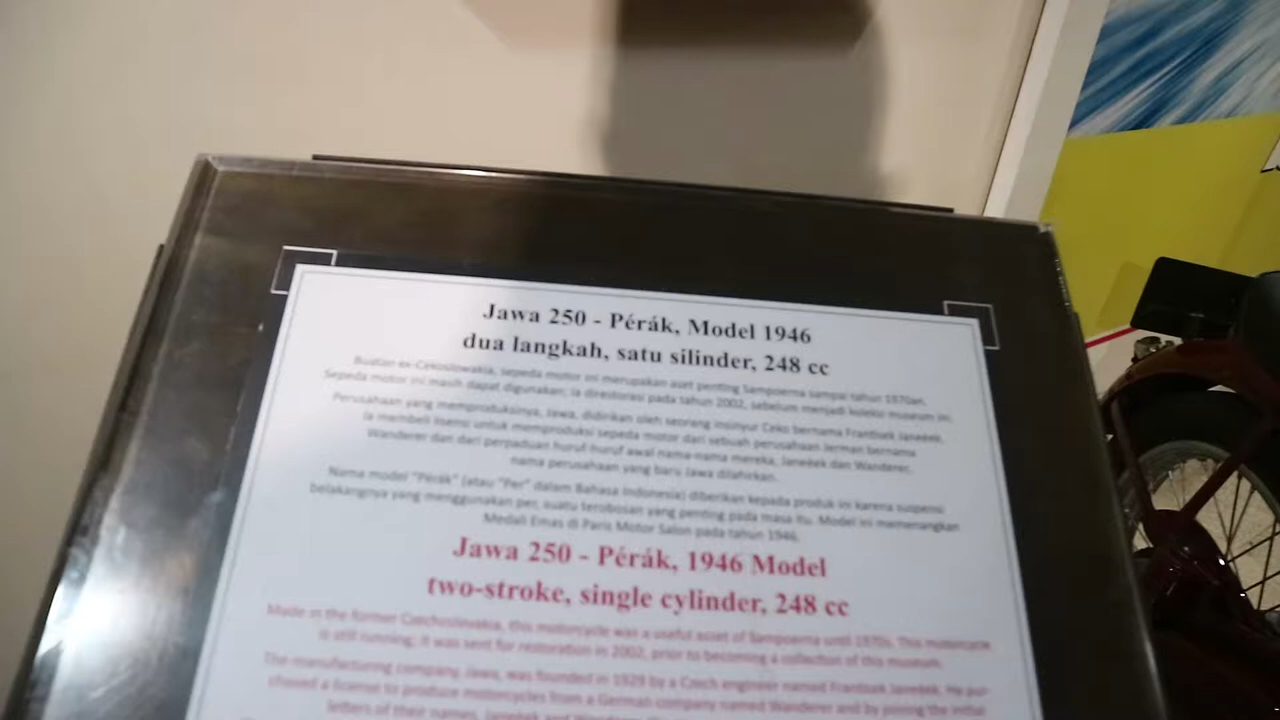 Jawa 250 - Pérák, Model 1946
dua langkah, satu silinder, 248 cc
Buatan ex-Cekoslowakia, sepeda motor ini merupakan aset penting Sampoerna sampai tahun 1970an.
Sepeda motor ini masih dapat digunakan; ia direstorasi pada tahun 2002, sebelum menjadi koleksi museum ini.
Perusahaan yang memproduksinya, Jawa, didirikan oleh seorang insinyur Ceko bernama Frantisek Janeček.
Ia membeli lisensi untuk memproduksi sepeda motor dari sebuah perusahaan Jerman bernama
Wanderer dan dari perpaduan huruf-huruf awal nama-nama mereka, Janeček dan Wanderer,
nama perusahaan yang baru Jawa dilahirkan.
Nama model "Pérák" (atau "Per" dalam Bahasa Indonesia) diberikan kepada produk ini karena suspensi
belakangnya yang menggunakan per, suatu terobosan yang penting pada masa itu. Model ini memenangkan
Medali Emas di Paris Motor Salon pada tahun 1946.
Jawa 250 - Pérák, 1946 Model
two-stroke, single cylinder, 248 cc
Made in the former Czechoslovakia, this motorcycle was a useful asset of Sampoerna until 1970s. This motorcycle
is still running; it was sent for restoration in 2002, prior to becoming a collection of this museum.
The manufacturing company, Jawa, was founded in 1929 by a Czech engineer named Frantisek Janeček. He pur-
chased a license to produce motorcycles from a German company named Wanderer and by joining the initial
letters of their names, Janeček and